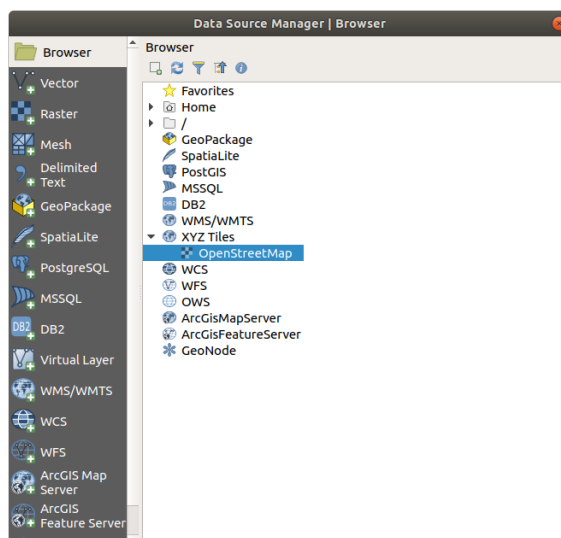 Data Source Manager | Browser
Browser
Vector
Raster
Mesh
Delimited
Text
GeoPackage
SpatiaLite
PostgreSQL
MSSQL
DB2
DB2
Virtual Layer
WMS/WMTS
WCS
WFS
ArcGIS Map
Server
ArcGIS
Feature Server
Browser
Favorites
Home
/
GeoPackage
SpatiaLite
PostGIS
MSSQL
DB2
DB2
WMS/WMTS
XYZ Tiles
OpenStreetMap
WCS
WFS
OWS
ArcGisMapServer
ArcGisFeatureServer
GeoNode